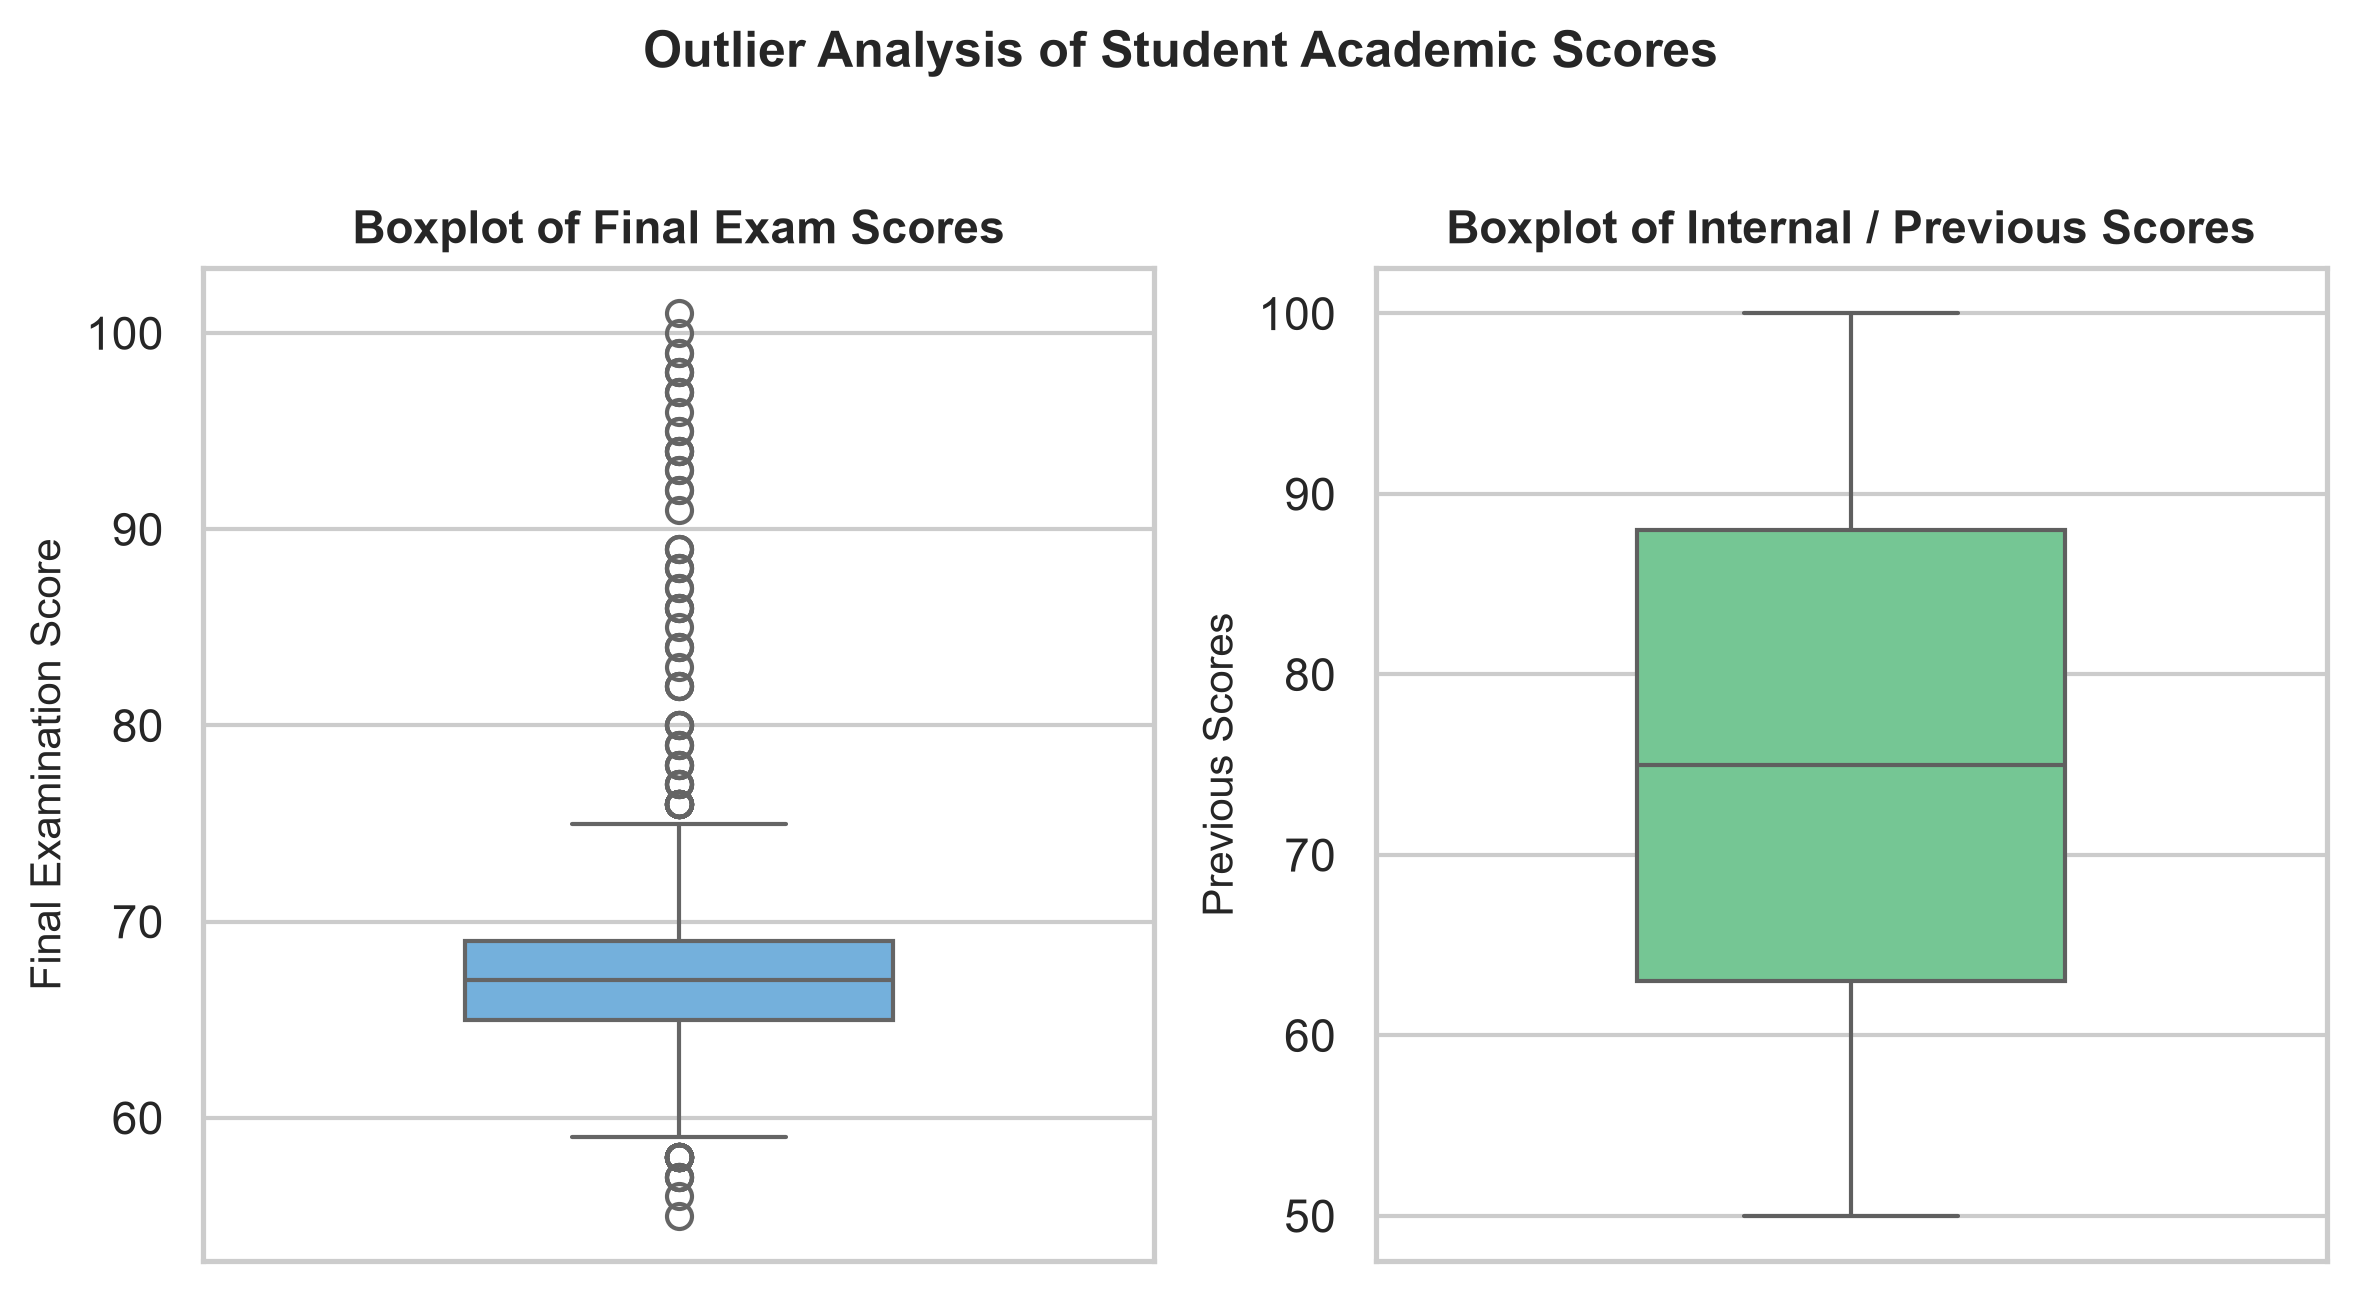 Outlier Analysis of Student Academic Scores
Boxplot of Final Exam Scores
Final Examination Score
100
90
80
70
60
Boxplot of Internal / Previous Scores
Previous Scores
100
90
80
70
60
50